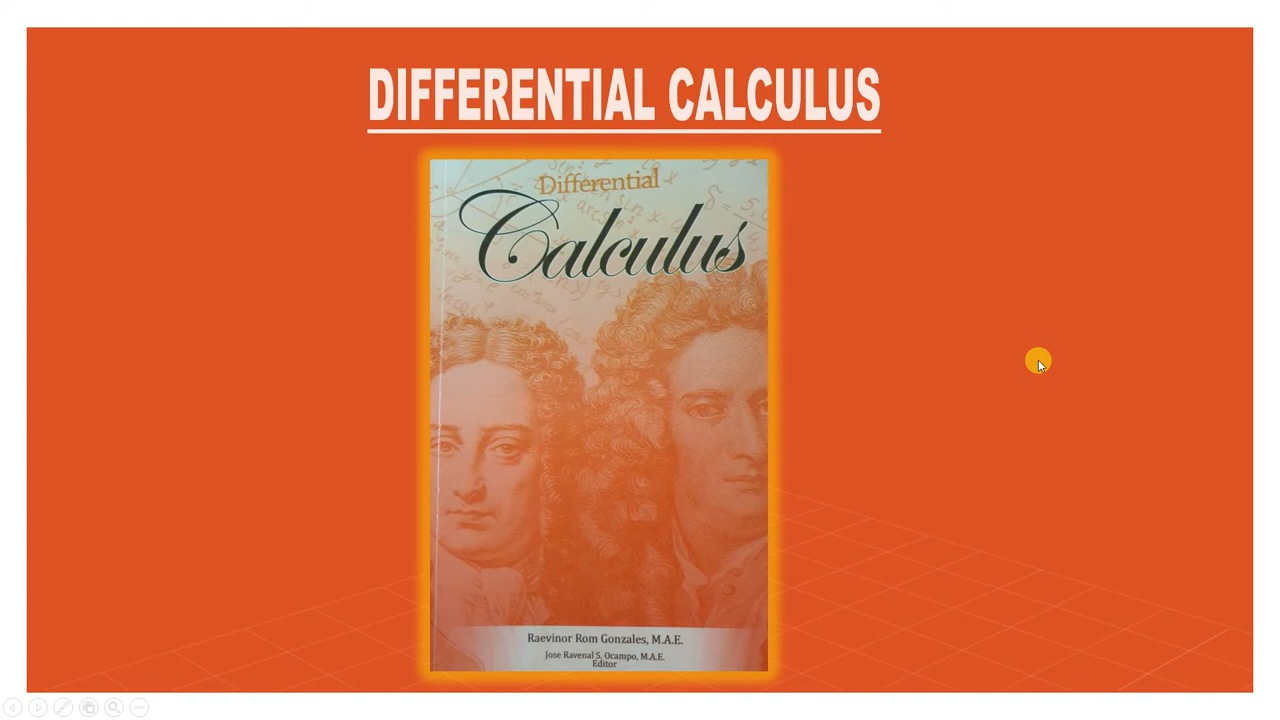 DIFFERENTIAL CALCULUS
Differential
Calculus
Raevinor Rom Gonzales, M.A.E.
Jose Ravenal S. Ocampo, M.A.E.
Editor